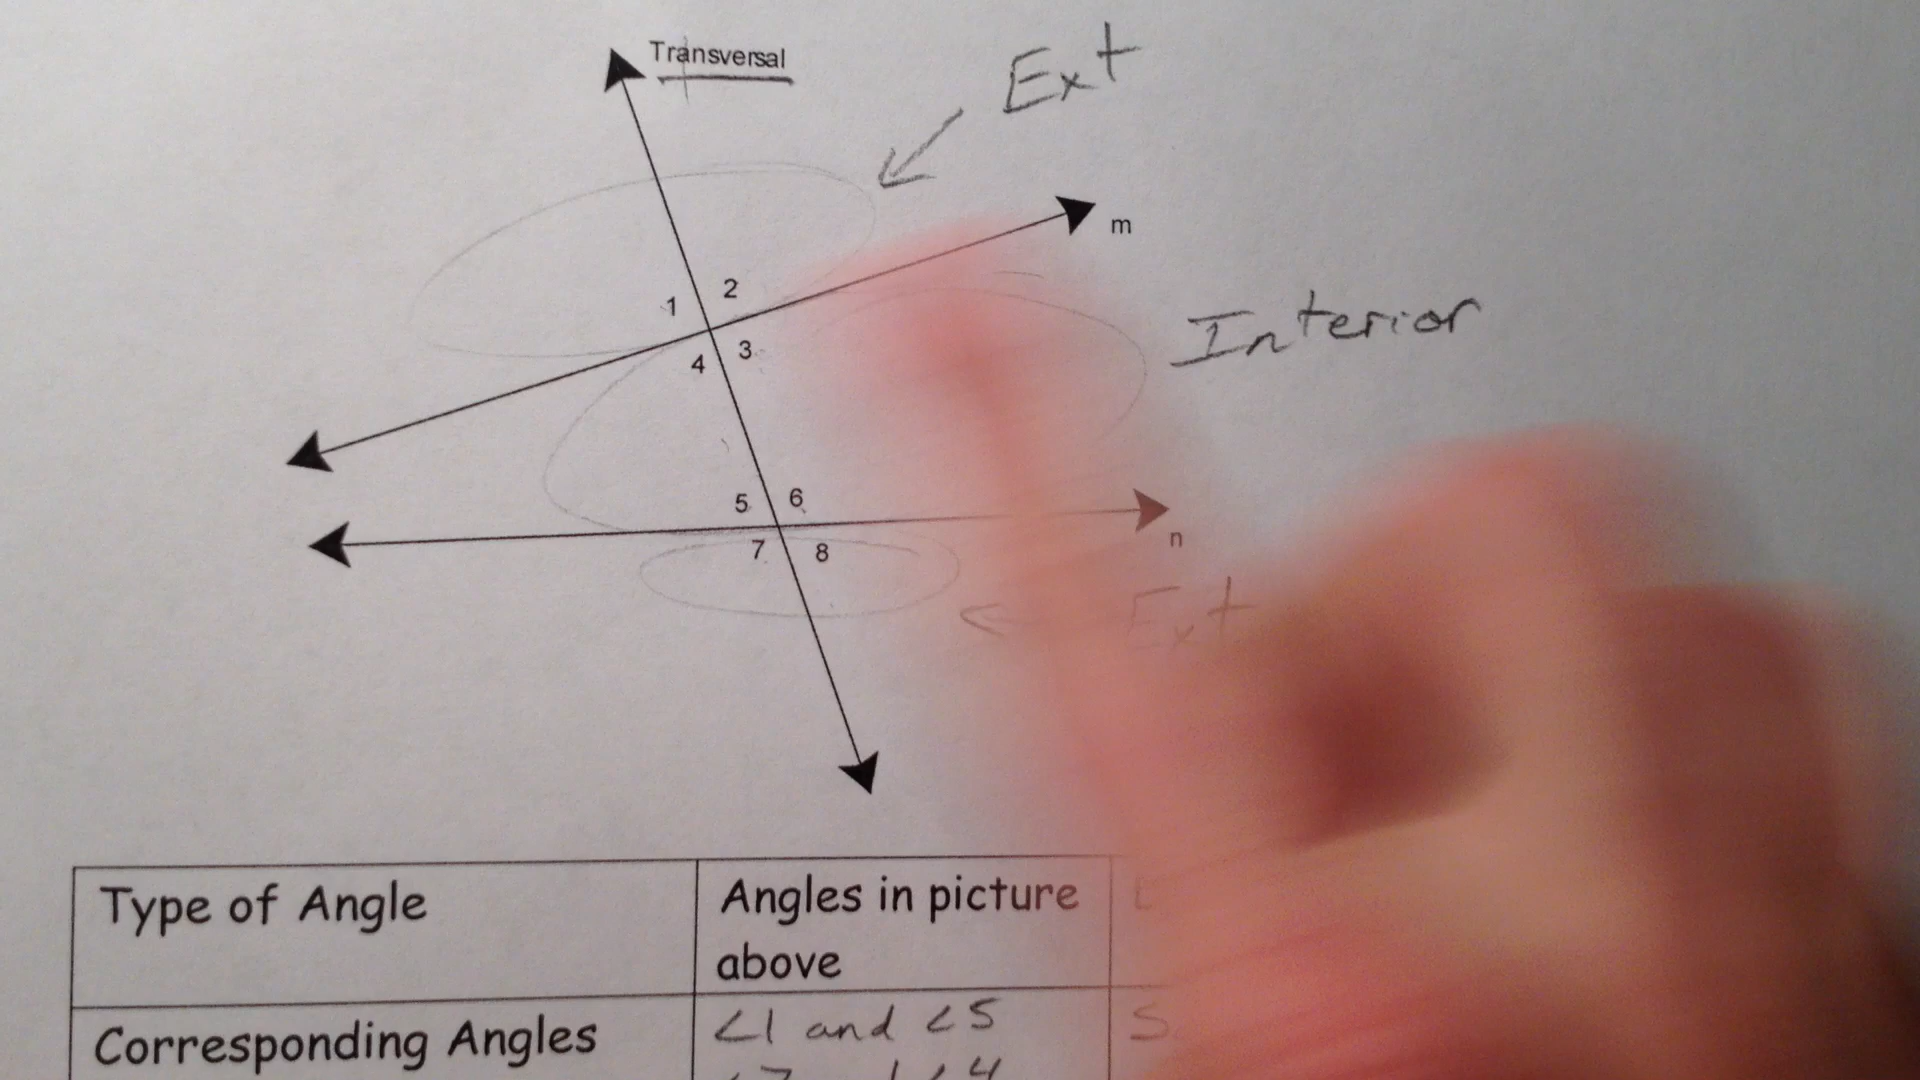 Transversal
Ext
m
1 2
4 3
Interior
5 6
n
7 8
Ext
Type of Angle
Angles in picture
above
Corresponding Angles
<1 and <5